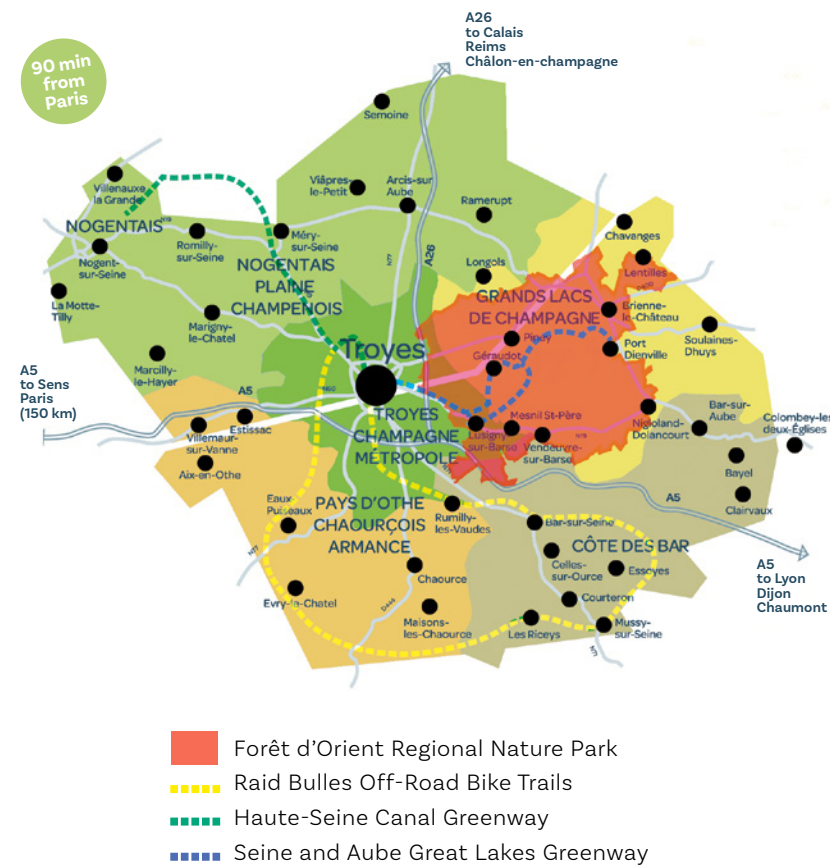 A26
to Calais
Reims
Châlon-en-champagne
90 min
from
Paris
Semoine
Villenauxe
la Grande
Viâpres-
le-Petit
Arcis-sur
Aube
Ramerupt
Chavanges
NOGENTAIS
N19
Romilly-
sur-Seine
Méry-
sur-Seine
Nogent-
sur-Seine
N77
A26
Longols
Lentilles
NOGENTAIS
PLAINE
CHAMPENOIS
La Motte-
Tilly
Marigny-
le-Chatel
GRANDS LACS
DE CHAMPAGNE
Brienne-
le-Château
Piney
Port
Dienville
Soulaines-
Dhuys
Troyes
Géraudot
Marcilly-
le-Hayer
A5
to Sens
Paris
(150 km)
A5
N60
Estissac
Villemaur-
sur-Vanne
Aix-en-Othe
TROYES
CHAMPAGNE
MÉTROPOLE
Lusigny
sur-Barse
Mesnil St-Père
Vendeuvre-
sur-Barse
N19
Nigloland-
Dolancourt
Bar-sur-
Aube
Colombey-les
deux-Églises
Bayel
Clairvaux
A5
Eaux
Puiseaux
PAYS D'OTHE
CHAOURÇOIS
ARMANCE
Rumilly-
les-Vaudes
Bar-sur-Seine
CÔTE DES BAR
N77
Celles-
sur-Ource
Essoyes
Chaource
Evry-le-Chatel
D444
Maisons-
les-Chaource
Courteron
Les Riceys
Mussy-
sur-Seine
N71
A5
to Lyon
Dijon
Chaumont
Forêt d'Orient Regional Nature Park
Raid Bulles Off-Road Bike Trails
Haute-Seine Canal Greenway
Seine and Aube Great Lakes Greenway